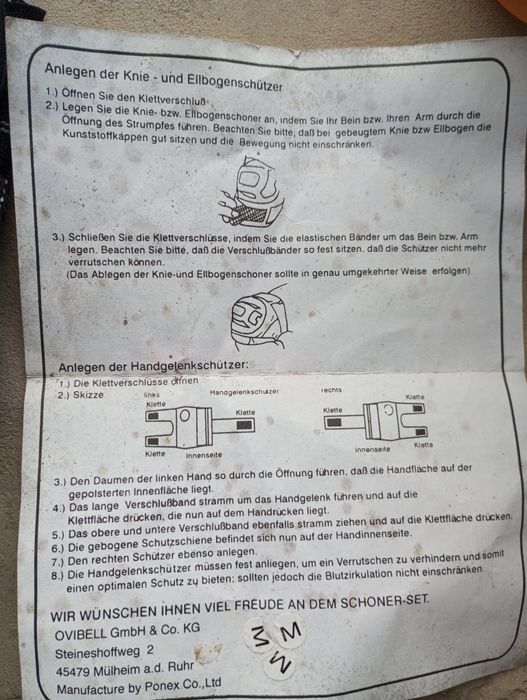 Anlegen der Knie - und Ellbogenschützer
1.) Öffnen Sie den Klettverschluß
2.) Legen Sie die Knie- bzw. Ellbogenschoner an, indem Sie Ihr Bein bzw. Ihren Arm durch die
Öffnung des Strumpfes führen. Beachten Sie bitte, daß bei gebeugtem Knie bzw Ellbogen die
Kunststoffkappen gut sitzen und die Bewegung nicht einschränken.
3.) Schließen Sie die Klettverschlüsse, indem Sie die elastischen Bänder um das Bein bzw. Arm
legen. Beachten Sie bitte, daß die Verschlußbänder so fest sitzen, daß die Schützer nicht mehr
verrutschen können.
(Das Ablegen der Knie-und Ellbogenschoner sollte in genau umgekehrter Weise erfolgen)
Anlegen der Handgelenkschützer:
1.) Die Klettverschlüsse öffnen
2.) Skizze
links Handgelenkschützer rechts
Klette Klette
Klette Klette
Klette Innenseite Innenseite Klette
3.) Den Daumen der linken Hand so durch die Öffnung führen, daß die Handfläche auf der
gepolsterten Innenfläche liegt.
4.) Das lange Verschlußband stramm um das Handgelenk führen und auf die
Klettfläche drücken, die nun auf dem Handrücken liegt.
5.) Das obere und untere Verschlußband ebenfalls stramm ziehen und auf die Klettfläche drücken.
6.) Die gebogene Schutzschiene befindet sich nun auf der Handinnenseite.
7.) Den rechten Schützer ebenso anlegen.
8.) Die Handgelenkschützer müssen fest anliegen, um ein Verrutschen zu verhindern und somit
einen optimalen Schutz zu bieten: sollten jedoch die Blutzirkulation nicht einschränken
WIR WÜNSCHEN IHNEN VIEL FREUDE AN DEM SCHONER-SET.
OVIBELL GmbH & Co. KG
Steineshoffweg 2
45479 Mülheim a.d. Ruhr
Manufacture by Ponex Co.,Ltd
M
M
M